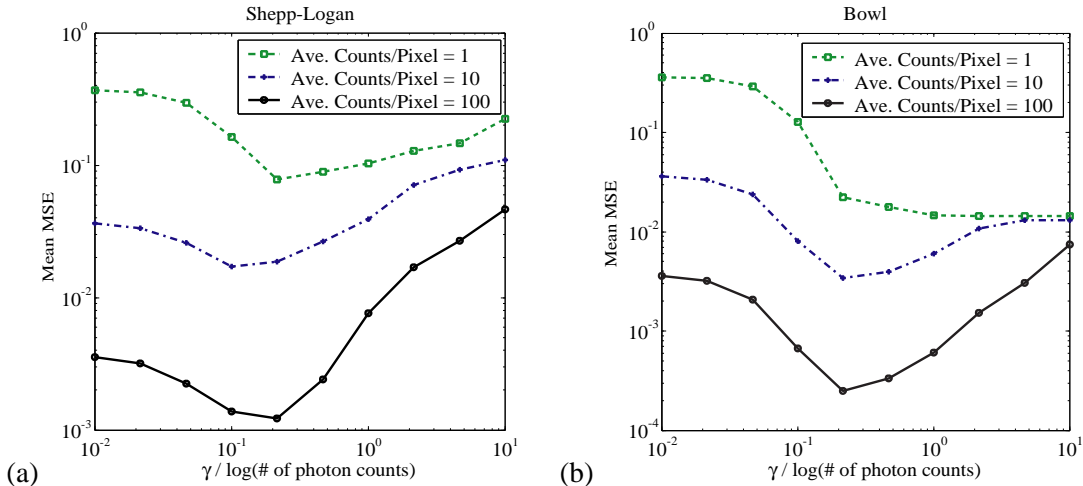 Shepp-Logan
10^0
10^-1
10^-2
10^-3
Mean MSE
Ave. Counts/Pixel = 1
Ave. Counts/Pixel = 10
Ave. Counts/Pixel = 100
10^-2
10^-1
10^0
10^1
γ / log(# of photon counts)
(a)
Bowl
10^0
10^-1
10^-2
10^-3
10^-4
Mean MSE
Ave. Counts/Pixel = 1
Ave. Counts/Pixel = 10
Ave. Counts/Pixel = 100
10^-2
10^-1
10^0
10^1
γ / log(# of photon counts)
(b)